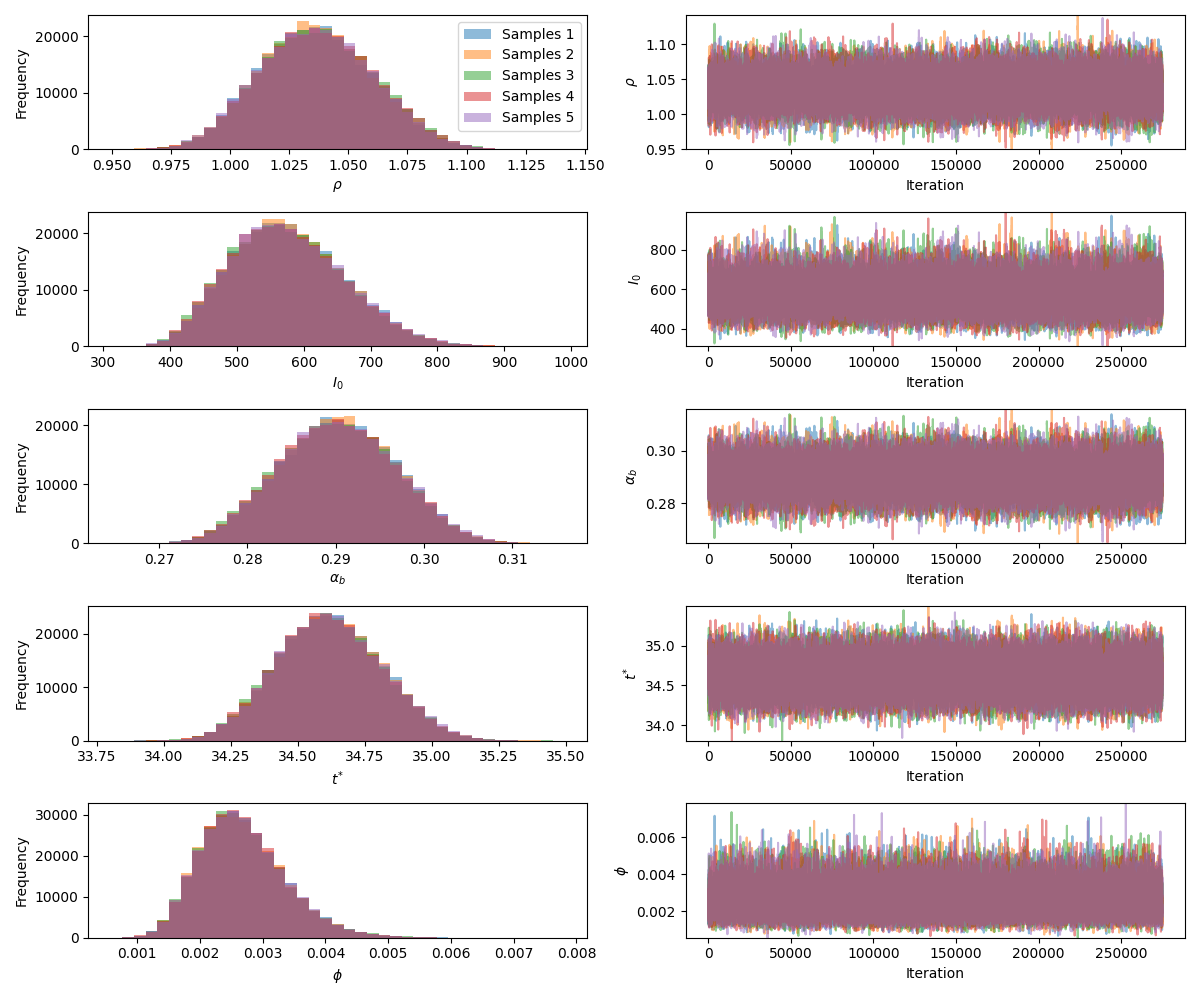 Frequency
20000
10000
0
0.950 0.975 1.000 1.025 1.050 1.075 1.100 1.125 1.150
ρ
Samples 1
Samples 2
Samples 3
Samples 4
Samples 5
ρ
1.10
1.05
1.00
0.95
0 50000 100000 150000 200000 250000
Iteration
Frequency
20000
10000
0
300 400 500 600 700 800 900 1000
I₀
I₀
800
600
400
0 50000 100000 150000 200000 250000
Iteration
Frequency
20000
10000
0
0.27 0.28 0.29 0.30 0.31
α_b
α_b
0.30
0.28
0 50000 100000 150000 200000 250000
Iteration
Frequency
20000
10000
0
33.75 34.00 34.25 34.50 34.75 35.00 35.25 35.50
t*
t*
35.0
34.5
34.0
0 50000 100000 150000 200000 250000
Iteration
Frequency
30000
20000
10000
0
0.001 0.002 0.003 0.004 0.005 0.006 0.007 0.008
ϕ
ϕ
0.006
0.004
0.002
0 50000 100000 150000 200000 250000
Iteration